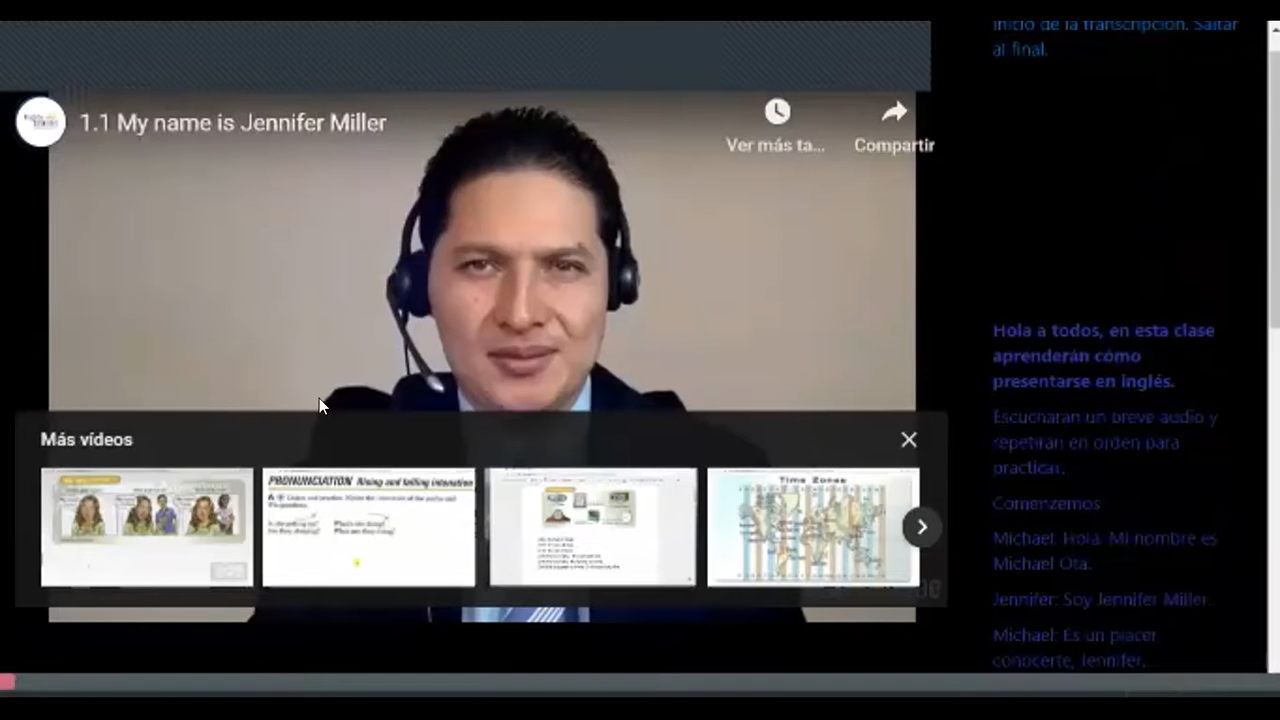 inicio de la transcripción. Saltar
al final.
1.1 My name is Jennifer Miller
Ver más ta...
Compartir
Hola a todos, en esta clase
aprenderán cómo
presentarse en inglés.
Escucharán un breve audio y
repetirán en orden para
practicar.
Comenzemos
Michael: Hola. Mi nombre es
Michael Ota.
Jennifer: Soy Jennifer Miller.
Michael: Es un placer
conocerte, Jennifer.
Más vídeos
PRONUNCIATION Rising and falling intonation
Time Zones